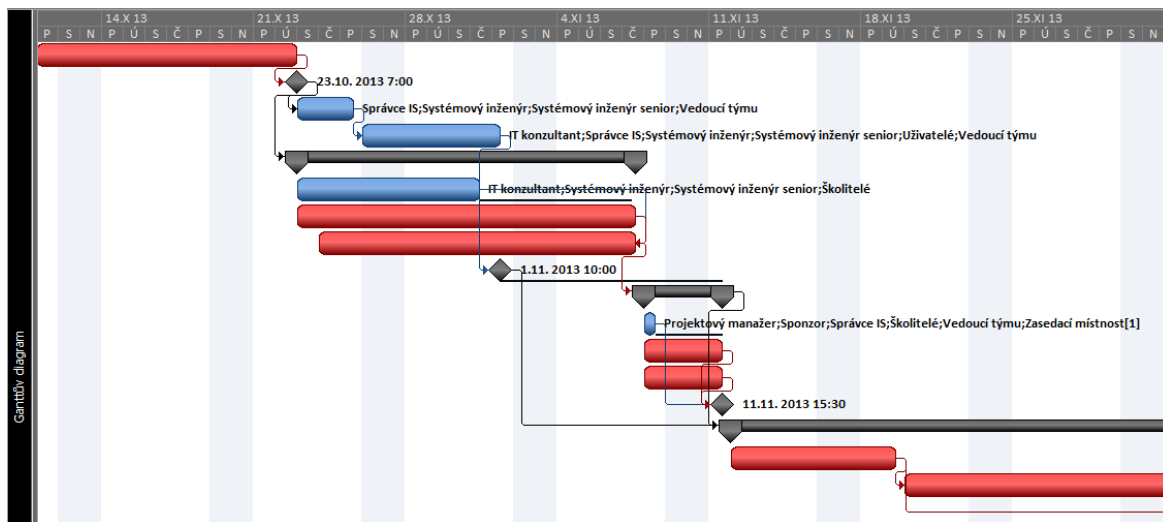 14.X 13 21.X 13 28.X 13 4.XI 13 11.XI 13 18.XI 13 25.XI 13
P S N P Ú S Č P S N P Ú S Č P S N P Ú S Č P S N P Ú S Č P S N P Ú S Č P S N P Ú S Č P S N P Ú S Č P S N
23.10. 2013 7:00
Správce IS;Systémový inženýr;Systémový inženýr senior;Vedoucí týmu
IT konzultant;Správce IS;Systémový inženýr;Systémový inženýr senior;Uživatelé;Vedoucí týmu
IT konzultant;Systémový inženýr;Systémový inženýr senior;Školitelé
1.11. 2013 10:00
Projektový manažer;Sponzor;Správce IS;Školitelé;Vedoucí týmu;Zasedací místnost[1]
11.11. 2013 15:30
Ganttův diagram